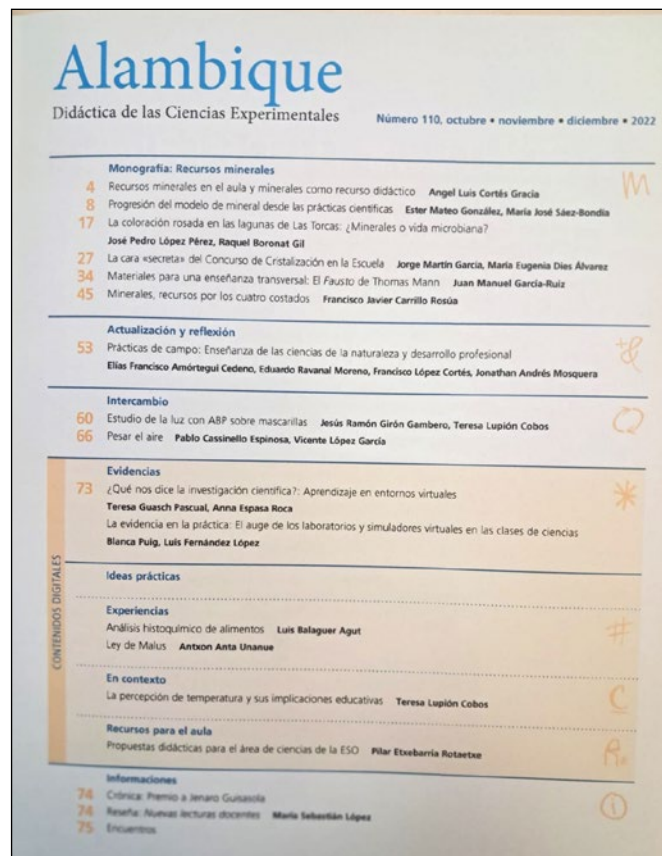 Alambique
Didáctica de las Ciencias Experimentales
Número 110, octubre • noviembre • diciembre • 2022
Monografía: Recursos minerales
4 Recursos minerales en el aula y minerales como recurso didáctico Angel Luis Cortés Gracia
8 Progresión del modelo de mineral desde las prácticas científicas Ester Mateo González, María José Sáez-Bondía
17 La coloración rosada en las lagunas de Las Torcas: ¿Minerales o vida microbiana?
José Pedro López Pérez, Raquel Boronat Gil
27 La cara «secreta» del Concurso de Cristalización en la Escuela Jorge Martín García, María Eugenia Dies Álvarez
34 Materiales para una enseñanza transversal: El Fausto de Thomas Mann Juan Manuel García-Ruiz
45 Minerales, recursos por los cuatro costados Francisco Javier Carrillo Rosúa
Actualización y reflexión
53 Prácticas de campo: Enseñanza de las ciencias de la naturaleza y desarrollo profesional
Elías Francisco Amórtegui Cedeno, Eduardo Ravanal Moreno, Francisco López Cortés, Jonathan Andrés Mosquera
Intercambio
60 Estudio de la luz con ABP sobre mascarillas Jesús Ramón Girón Gambero, Teresa Lupión Cobos
66 Pesar el aire Pablo Cassinello Espinosa, Vicente López García
CONTENIDOS DIGITALES
Evidencias
73 ¿Qué nos dice la investigación científica?: Aprendizaje en entornos virtuales
Teresa Guasch Pascual, Anna Espasa Roca
La evidencia en la práctica: El auge de los laboratorios y simuladores virtuales en las clases de ciencias
Blanca Puig, Luis Fernández López
Ideas prácticas
Experiencias
Análisis histoquímico de alimentos Luis Balaguer Agut
Ley de Malus Antxon Anta Unanue
En contexto
La percepción de temperatura y sus implicaciones educativas Teresa Lupión Cobos
Recursos para el aula
Propuestas didácticas para el área de ciencias de la ESO Pilar Etxebarria Rotaetxe
Informaciones
74 Crónica: Premio a Jenaro Guisasola
74 Reseña: Nuevas lecturas docentes María Sebastián López
75 Encuentros